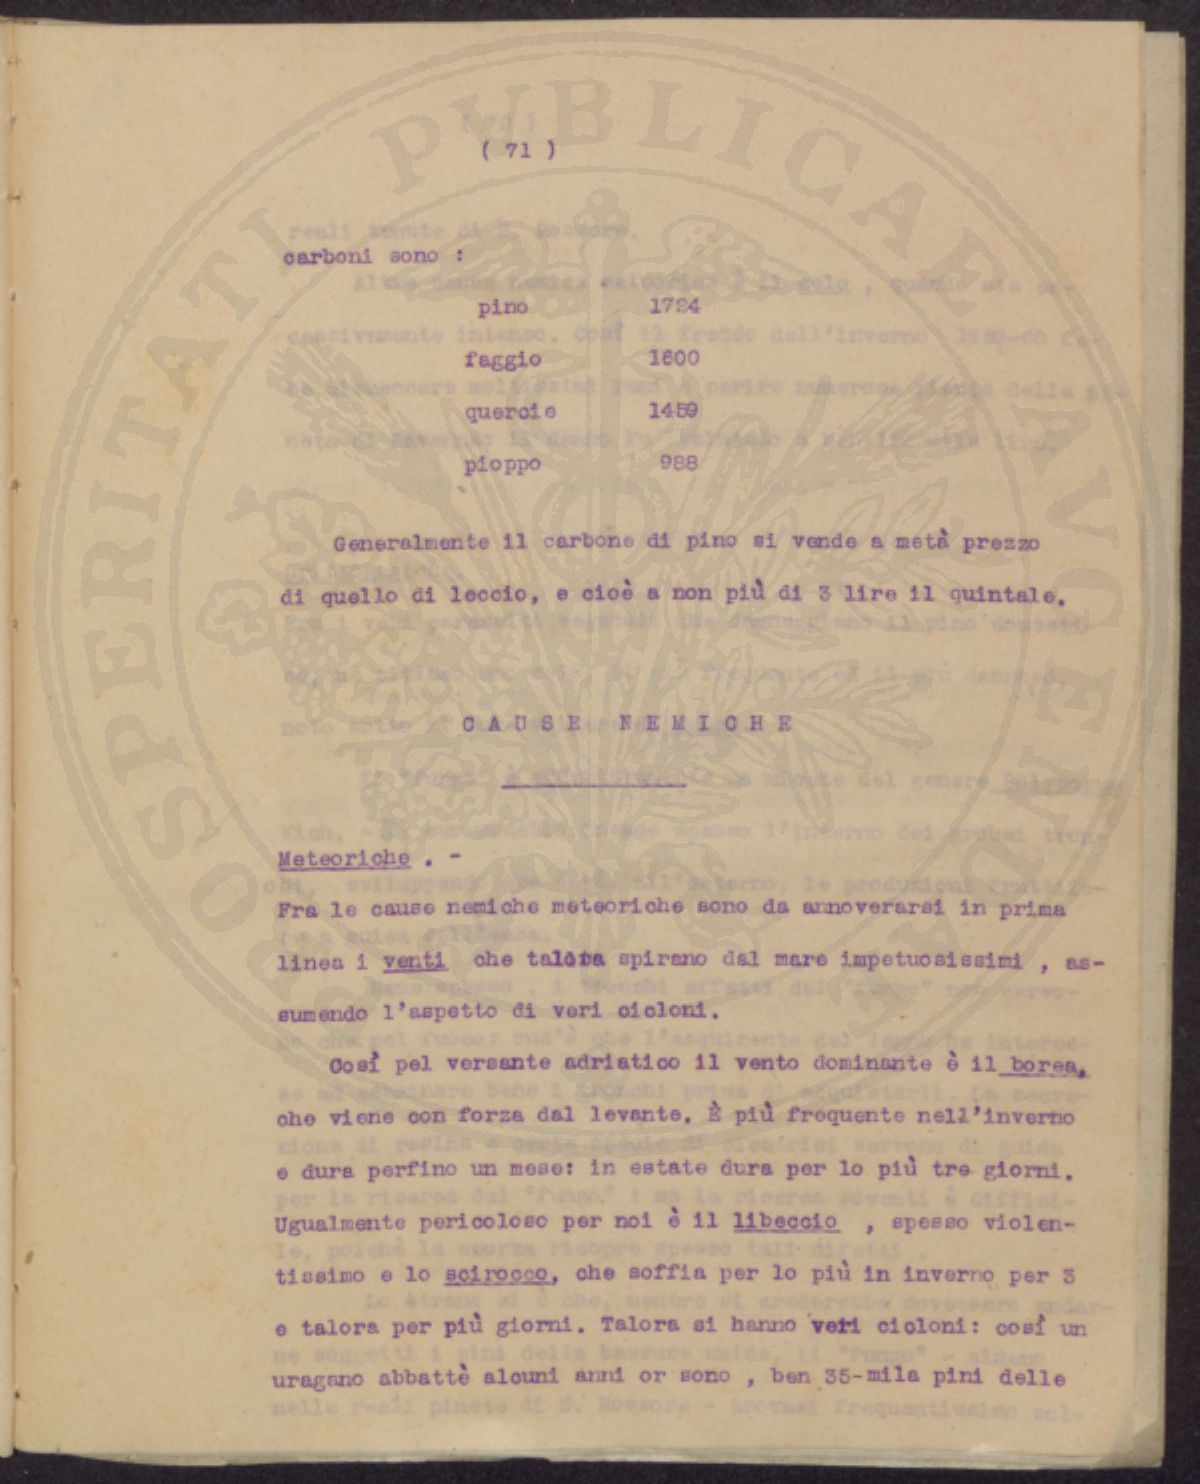 ( 71 )
carboni sono :
pino 1724
faggio 1600
quercie 1459
pioppo 988
Generalmente il carbone di pino si vende a metà prezzo
di quello di leccio, e cioè a non più di 3 lire il quintale.
CAUSE NEMICHE
Meteoriche . -
Fra le cause nemiche meteoriche sono da annoverarsi in prima
linea i venti che talora spirano dal mare impetuosissimi , as-
sumendo l'aspetto di veri cicloni.
Così pel versante adriatico il vento dominante è il borea,
che viene con forza dal levante. È più frequente nell'inverno
e dura perfino un mese: in estate dura per lo più tre giorni.
Ugualmente pericoloso per noi è il libeccio , spesso violen-
tissimo e lo scirocco, che soffia per lo più in inverno per 3
e talora per più giorni. Talora si hanno veri cicloni: così un
uragano abbattè alcuni anni or sono , ben 35-mila pini delle
PUBLICAE
PROSPERITATI
AVGENDAE